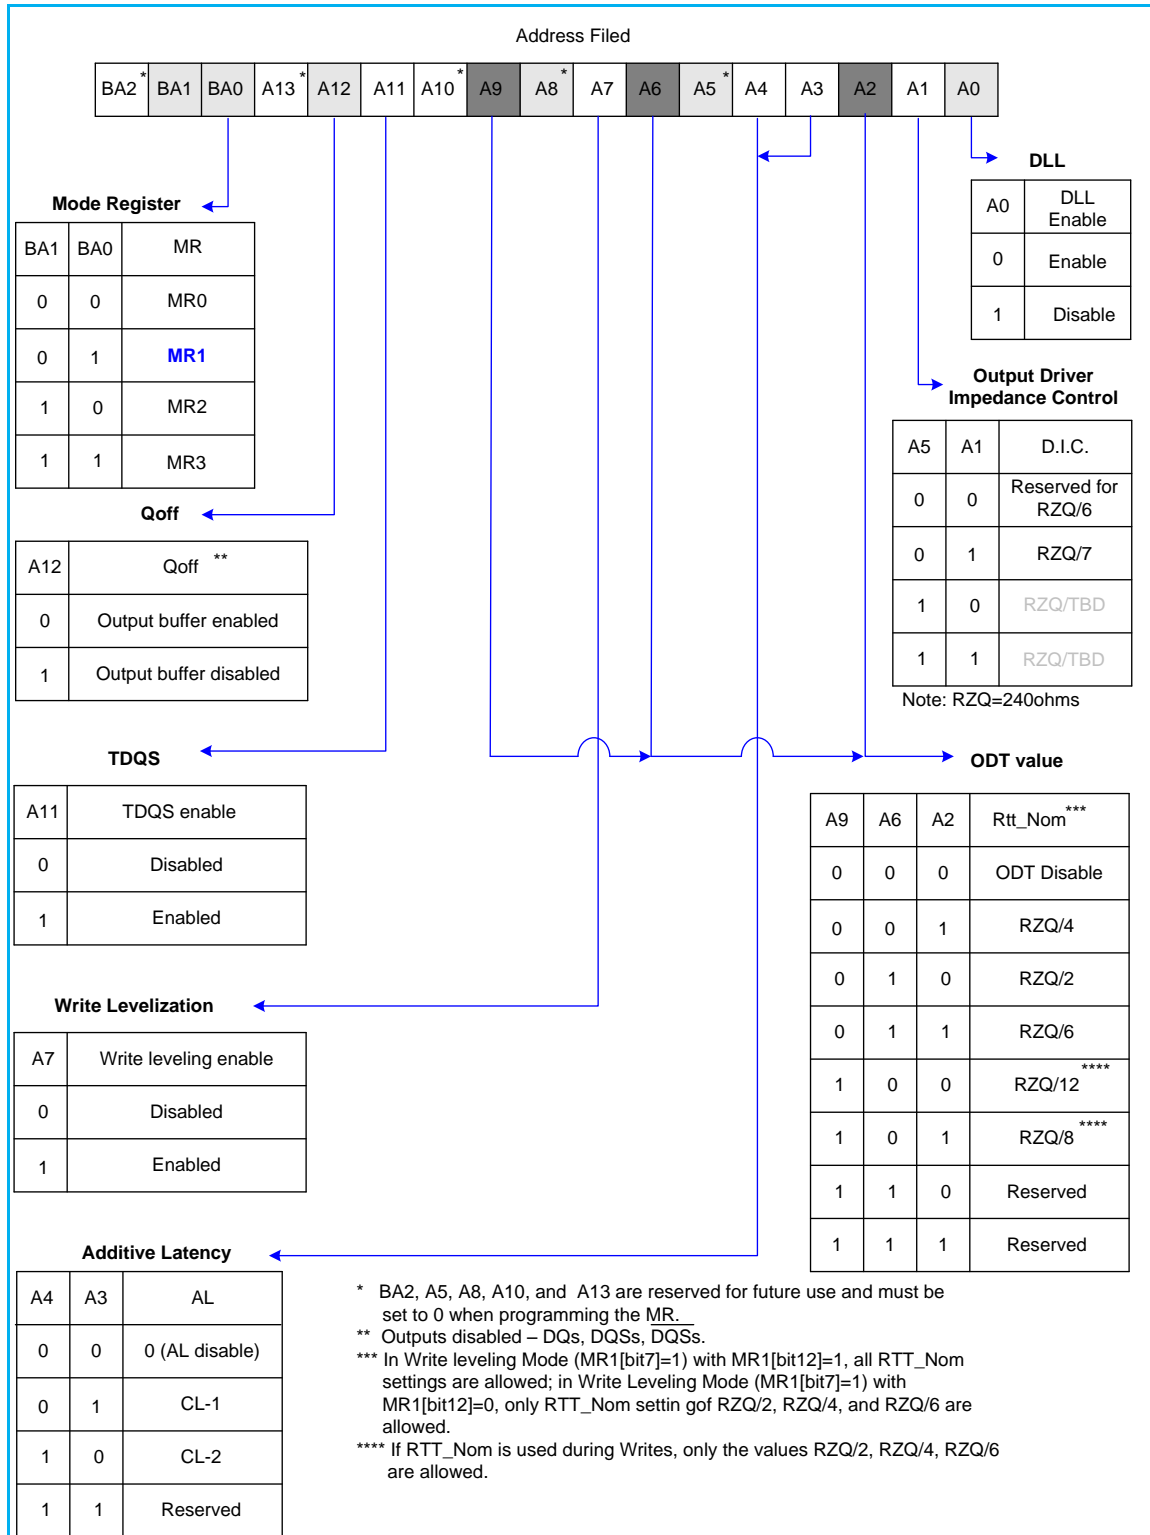 Address Filed
BA2* BA1 BA0 A13* A12 A11 A10* A9 A8* A7 A6 A5* A4 A3 A2 A1 A0
DLL
A0 DLL Enable
0 Enable
1 Disable
Mode Register
BA1 BA0 MR
0 0 MR0
0 1 MR1
1 0 MR2
1 1 MR3
Output Driver
Impedance Control
A5 A1 D.I.C.
0 0 Reserved for RZQ/6
0 1 RZQ/7
1 0 RZQ/TBD
1 1 RZQ/TBD
Note: RZQ=240ohms
Qoff
A12 Qoff **
0 Output buffer enabled
1 Output buffer disabled
TDQS
A11 TDQS enable
0 Disabled
1 Enabled
ODT value
A9 A6 A2 Rtt_Nom***
0 0 0 ODT Disable
0 0 1 RZQ/4
0 1 0 RZQ/2
0 1 1 RZQ/6
1 0 0 RZQ/12****
1 0 1 RZQ/8****
1 1 0 Reserved
1 1 1 Reserved
Write Levelization
A7 Write leveling enable
0 Disabled
1 Enabled
Additive Latency
A4 A3 AL
0 0 0 (AL disable)
0 1 CL-1
1 0 CL-2
1 1 Reserved
* BA2, A5, A8, A10, and A13 are reserved for future use and must be
set to 0 when programming the MR.
** Outputs disabled – DQs, DQSs, DQSs.
*** In Write leveling Mode (MR1[bit7]=1) with MR1[bit12]=1, all RTT_Nom
settings are allowed; in Write Leveling Mode (MR1[bit7]=1) with
MR1[bit12]=0, only RTT_Nom settin gof RZQ/2, RZQ/4, and RZQ/6 are
allowed.
**** If RTT_Nom is used during Writes, only the values RZQ/2, RZQ/4, RZQ/6
are allowed.